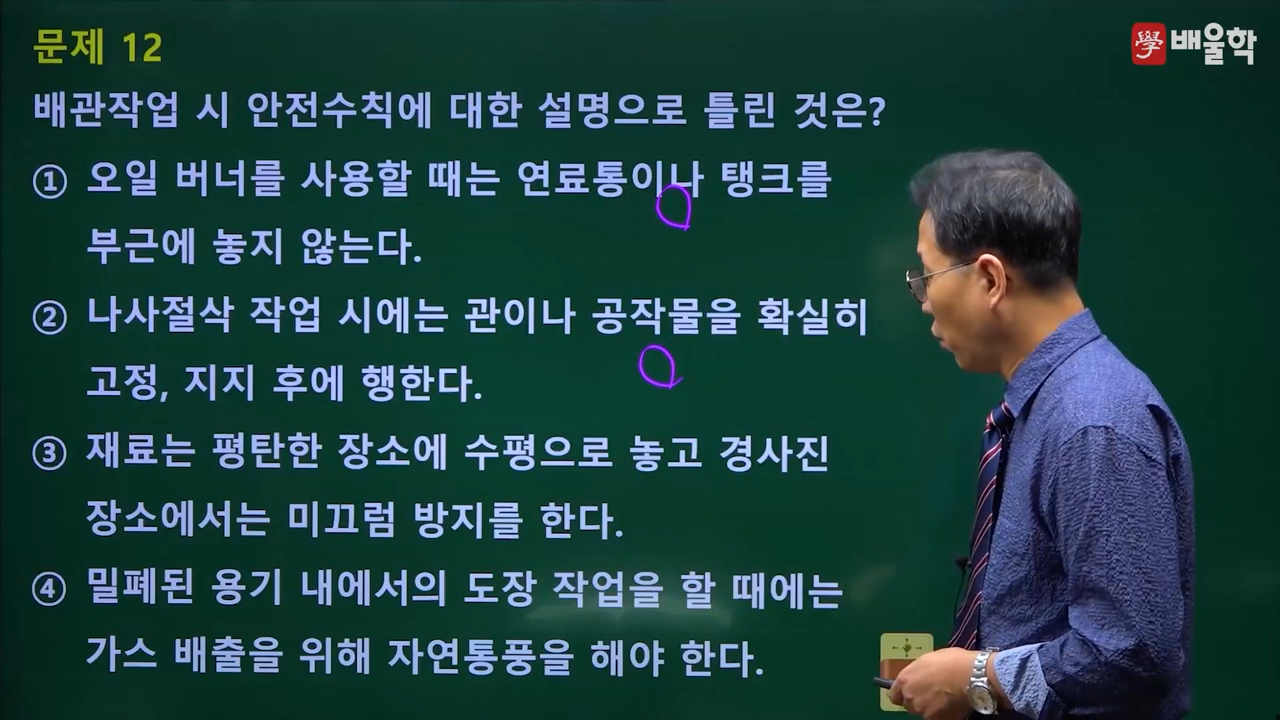 문제 12
學배울학
배관작업 시 안전수칙에 대한 설명으로 틀린 것은?
① 오일 버너를 사용할 때는 연료통이나 탱크를
부근에 놓지 않는다.
② 나사절삭 작업 시에는 관이나 공작물을 확실히
고정, 지지 후에 행한다.
③ 재료는 평탄한 장소에 수평으로 놓고 경사진
장소에서는 미끄럼 방지를 한다.
④ 밀폐된 용기 내에서의 도장 작업을 할 때에는
가스 배출을 위해 자연통풍을 해야 한다.